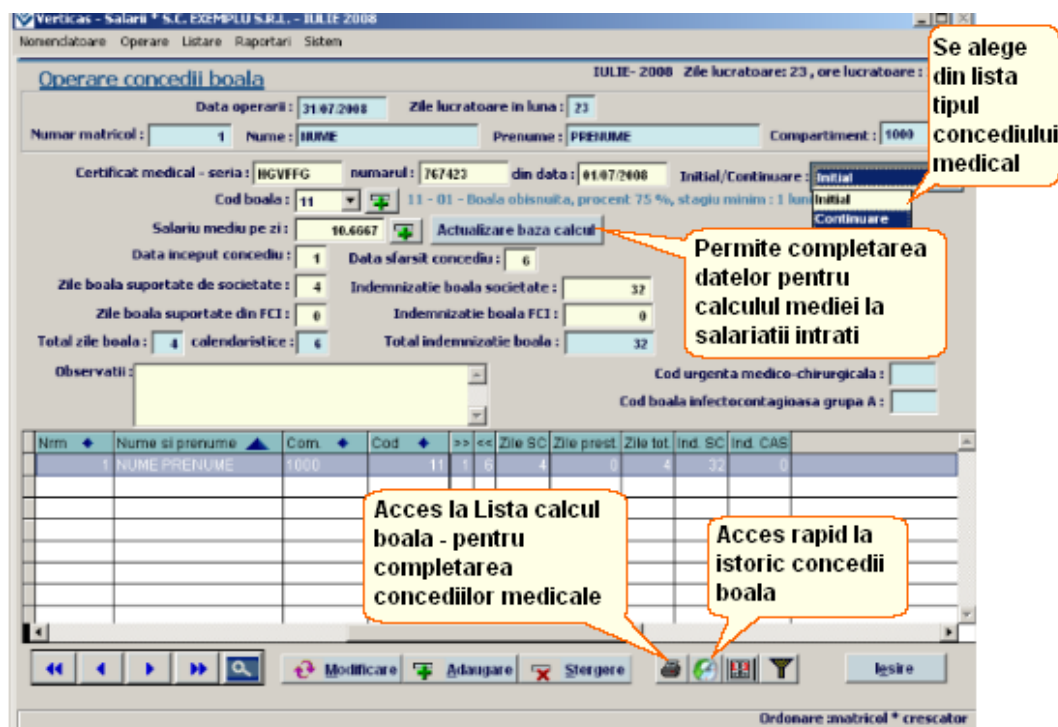 Verticas - Salarii * S.C. EXEMPLU S.R.L. - IULIE 2008
Nomendatoare Operare Listare Raportari Sistem
Operare concedii boala
IULIE- 2008 Zile lucratoare: 23 , ore lucratoare :
Data operarii : 31/07/2008 Zile lucratoare in luna : 23
Numar matricol : 1 Nume : NUME Prenume : PRENUME Compartiment : 1000
Certificat medical - seria : HGVFFG numarul : 767423 din data : 01/07/2008 Initial/Continuare : Initial
Initial
Continuare
Cod boala : 11 11 - 01 - Boala obisnuita, procent 75 %, stagiu minim : 1 luni
Salariu mediu pe zi : 10.6667 Actualizare baza calcul
Data inceput concediu : 1 Data sfarsit concediu : 6
Zile boala suportate de societate : 4 Indemnizatie boala societate : 32
Zile boala suportate din FCI : 0 Indemnizatie boala FCI : 0
Total zile boala : 4 calendaristice : 6 Total indemnizatie boala : 32
Observatii :
Cod urgenta medico-chirurgicala :
Cod boala infectocontagioasa grupa A :
Se alege
din lista
tipul
concediului
medical
Permite completarea
datelor pentru
calculul mediei la
salariatii intrati
Nrm Nume si prenume Com. Cod >> << Zile SC Zile prest. Zile tot. Ind. SC Ind. CAS
1 NUME PRENUME 1000 11 1 6 4 0 4 32 0
Acces la Lista calcul
boala - pentru
completarea
concediilor medicale
Acces rapid la
istoric concedii
boala
Modificare Adaugare Stergere Iesire
Ordonare :matricol * crescator